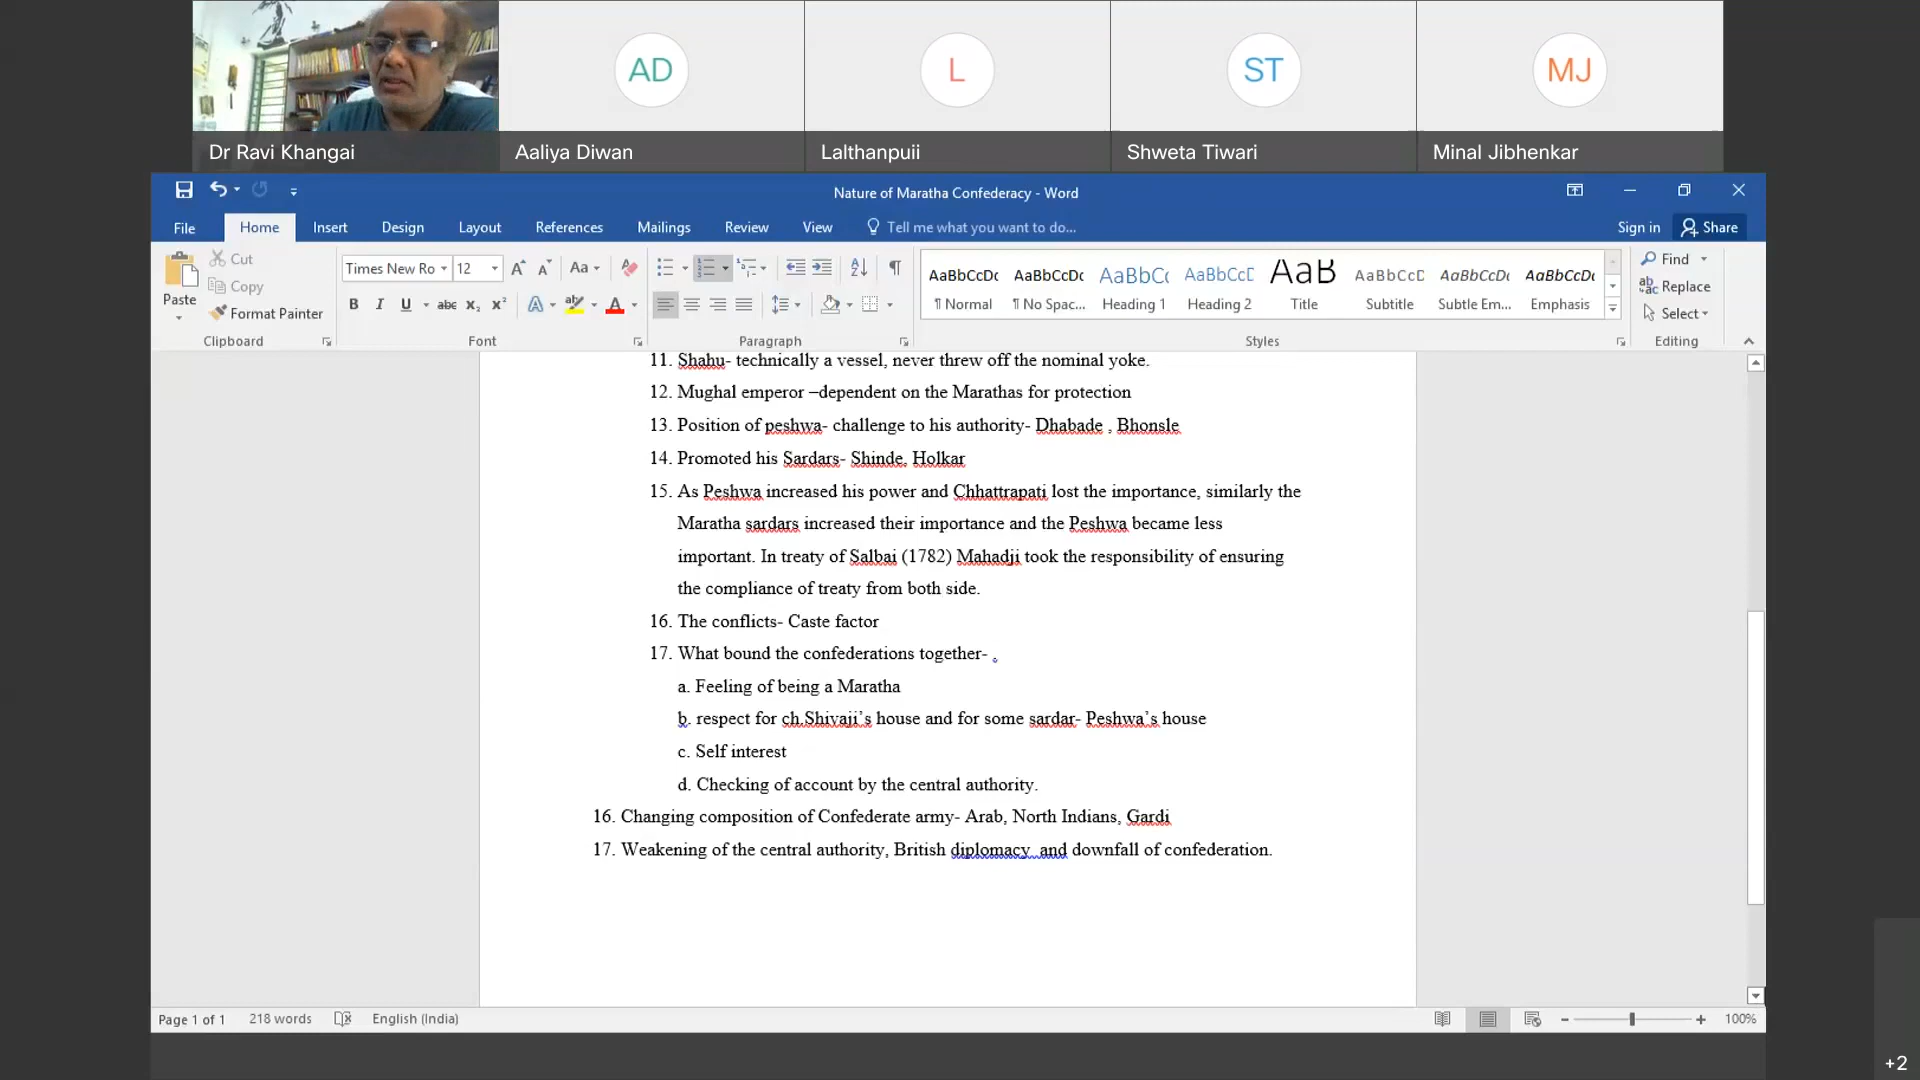 AD
L
ST
MJ
Dr Ravi Khangai
Aaliya Diwan
Lalthanpuii
Shweta Tiwari
Minal Jibhenkar
Nature of Maratha Confederacy - Word
File
Home
Insert
Design
Layout
References
Mailings
Review
View
Tell me what you want to do...
Sign in
Share
Paste
Cut
Copy
Format Painter
Clipboard
Times New Ro
12
Aa
B I U abc x₂ x²
A ab A
Font
Paragraph
AaBbCcDc
¶ Normal
AaBbCcDc
¶ No Spac...
AaBbCc
Heading 1
AaBbCcD
Heading 2
AaB
Title
AaBbCcD
Subtitle
AaBbCcDc
Subtle Em...
AaBbCcDc
Emphasis
Styles
Find
Replace
Select
Editing
11. Shahu- technically a vessel, never threw off the nominal yoke.
12. Mughal emperor –dependent on the Marathas for protection
13. Position of peshwa- challenge to his authority- Dhabade , Bhonsle
14. Promoted his Sardars- Shinde, Holkar
15. As Peshwa increased his power and Chhattrapati lost the importance, similarly the
Maratha sardars increased their importance and the Peshwa became less
important. In treaty of Salbai (1782) Mahadji took the responsibility of ensuring
the compliance of treaty from both side.
16. The conflicts- Caste factor
17. What bound the confederations together- .
a. Feeling of being a Maratha
b. respect for ch.Shivaji’s house and for some sardar- Peshwa’s house
c. Self interest
d. Checking of account by the central authority.
16. Changing composition of Confederate army- Arab, North Indians, Gardi
17. Weakening of the central authority, British diplomacy and downfall of confederation.
Page 1 of 1
218 words
English (India)
100%
+2